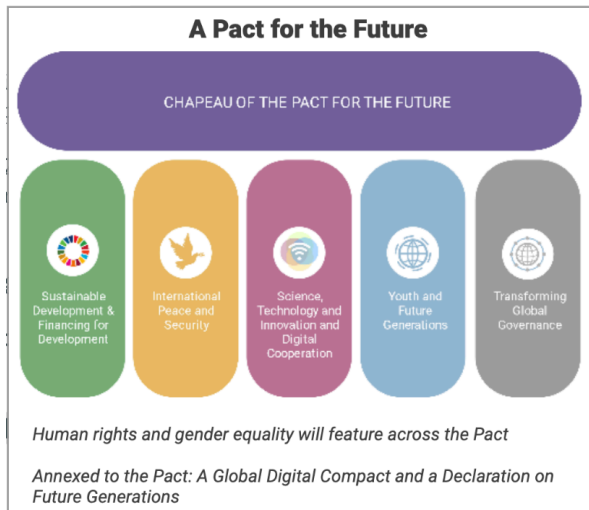 A Pact for the Future
CHAPEAU OF THE PACT FOR THE FUTURE
Sustainable
Development &
Financing for
Development
International
Peace and
Security
Science,
Technology and
Innovation and
Digital
Cooperation
Youth and
Future
Generations
Transforming
Global
Governance
Human rights and gender equality will feature across the Pact
Annexed to the Pact: A Global Digital Compact and a Declaration on
Future Generations